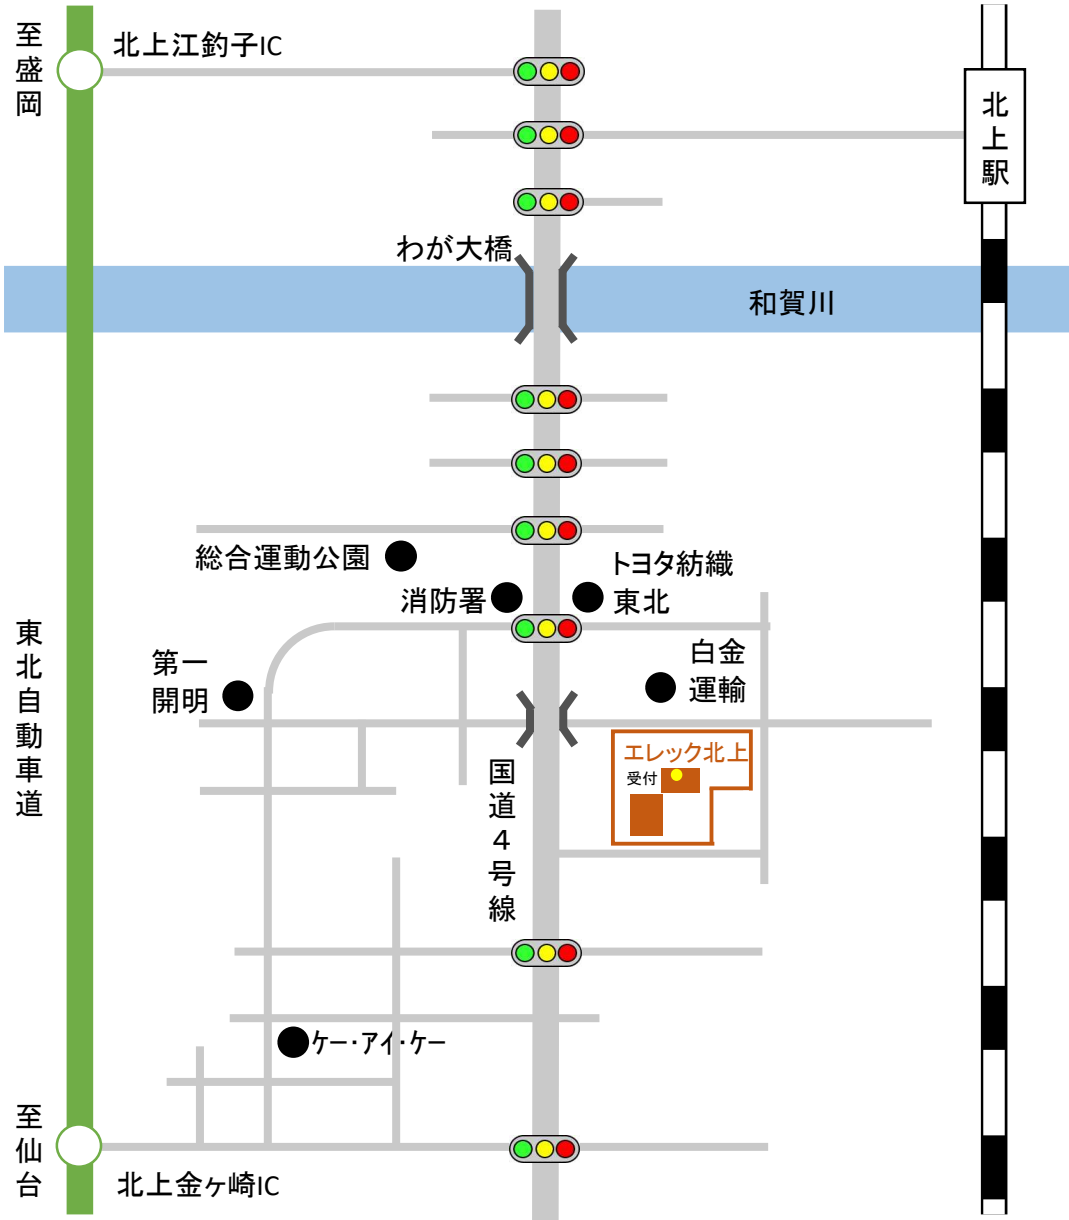 至盛岡
北上江釣子IC
北上駅
わが大橋
和賀川
総合運動公園
消防署
トヨタ紡織
東北
東北自動車道
第一
開明
白金
運輸
エレック北上
受付
国道４号線
ｹｰ・ｱｲ・ｹｰ
至仙台
北上金ヶ崎IC